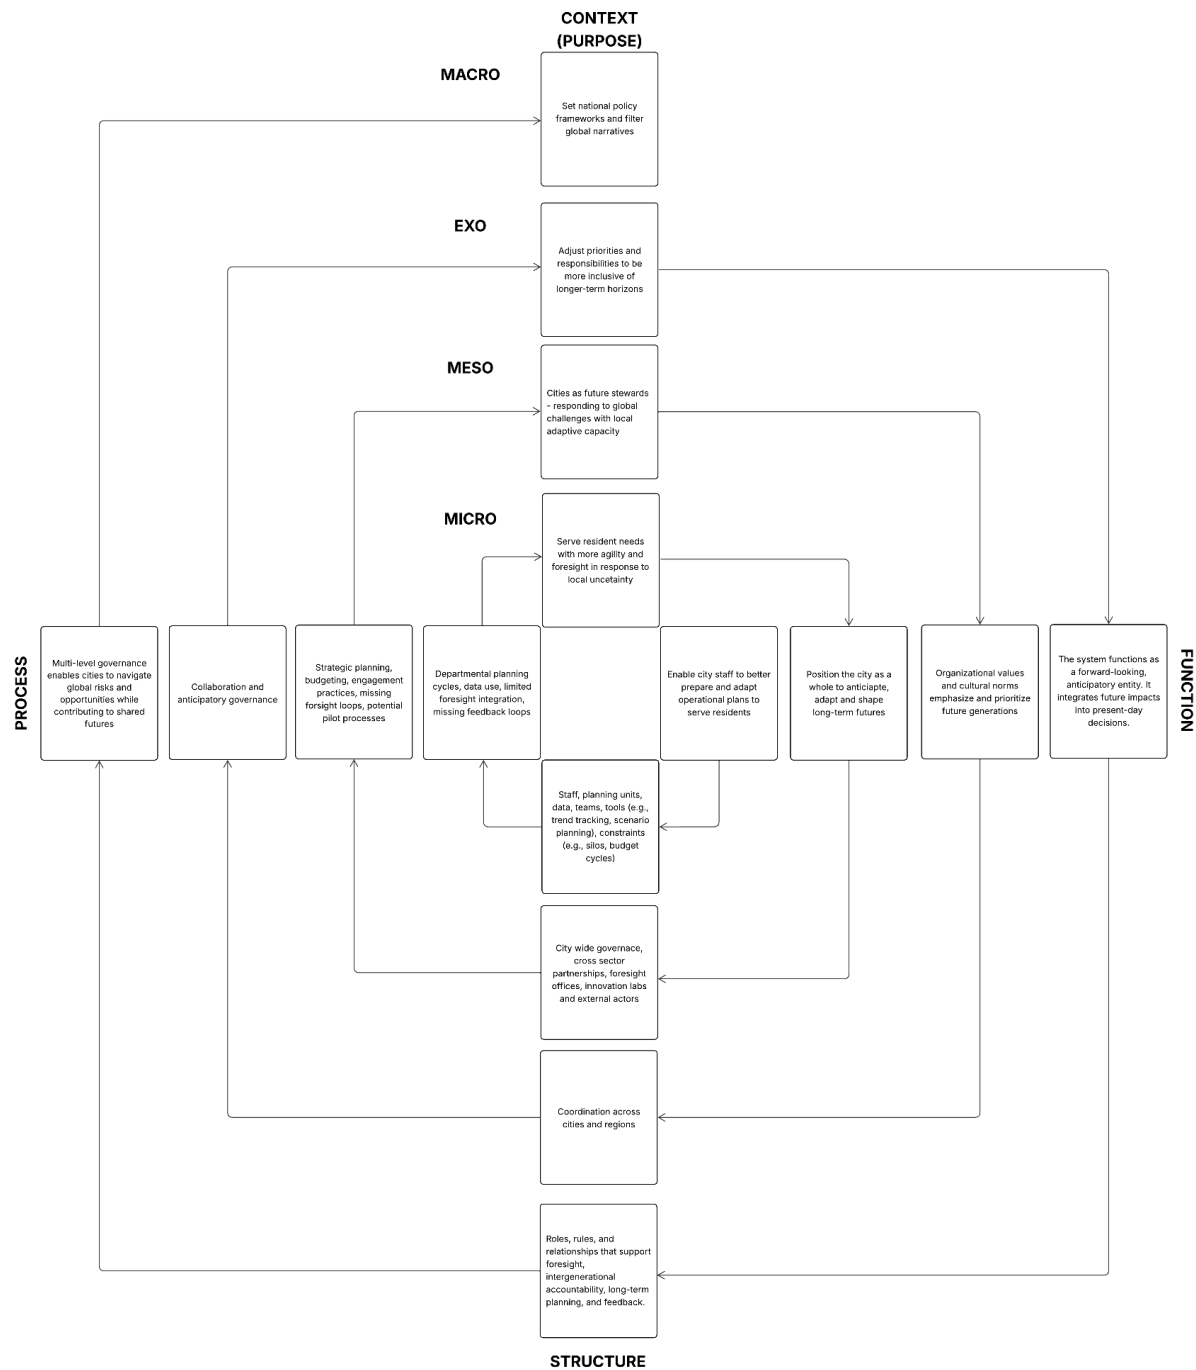 CONTEXT
(PURPOSE)
MACRO
Set national policy
frameworks and filter
global narratives
EXO
Adjust priorities and
responsibilities to be
more inclusive of
longer-term horizons
MESO
Cities as future stewards
- responding to global
challenges with local
adaptive capacity
MICRO
Serve resident needs
with more agility and
foresight in response to
local uncetainty
PROCESS
Multi-level governance
enables cities to navigate
global risks and
opportunities while
contributing to shared
futures
Collaboration and
anticipatory governance
Strategic planning,
budgeting, engagement
practices, missing
forsight loops, potential
pilot processes
Departmental planning
cycles, data use, limited
foresight integration,
missing feedback loops
Enable city staff to better
prepare and adapt
operational plans to
serve residents
Position the city as a
whole to anticiapte,
adapt and shape
long-term futures
Organizational values
and cultural norms
emphasize and prioritize
future generations
The system functions as
a forward-looking,
anticipatory entity. It
integrates future impacts
into present-day
decisions.
FUNCTION
Staff, planning units,
data, teams, tools (e.g.,
trend tracking, scenario
planning), constraints
(e.g., silos, budget
cycles)
City wide governace,
cross sector
partnerships, foresight
offices, innovation labs
and external actors
Coordination across
cities and regions
Roles, rules, and
relationships that support
foresight,
intergenerational
accountability, long-term
planning, and feedback.
STRUCTURE